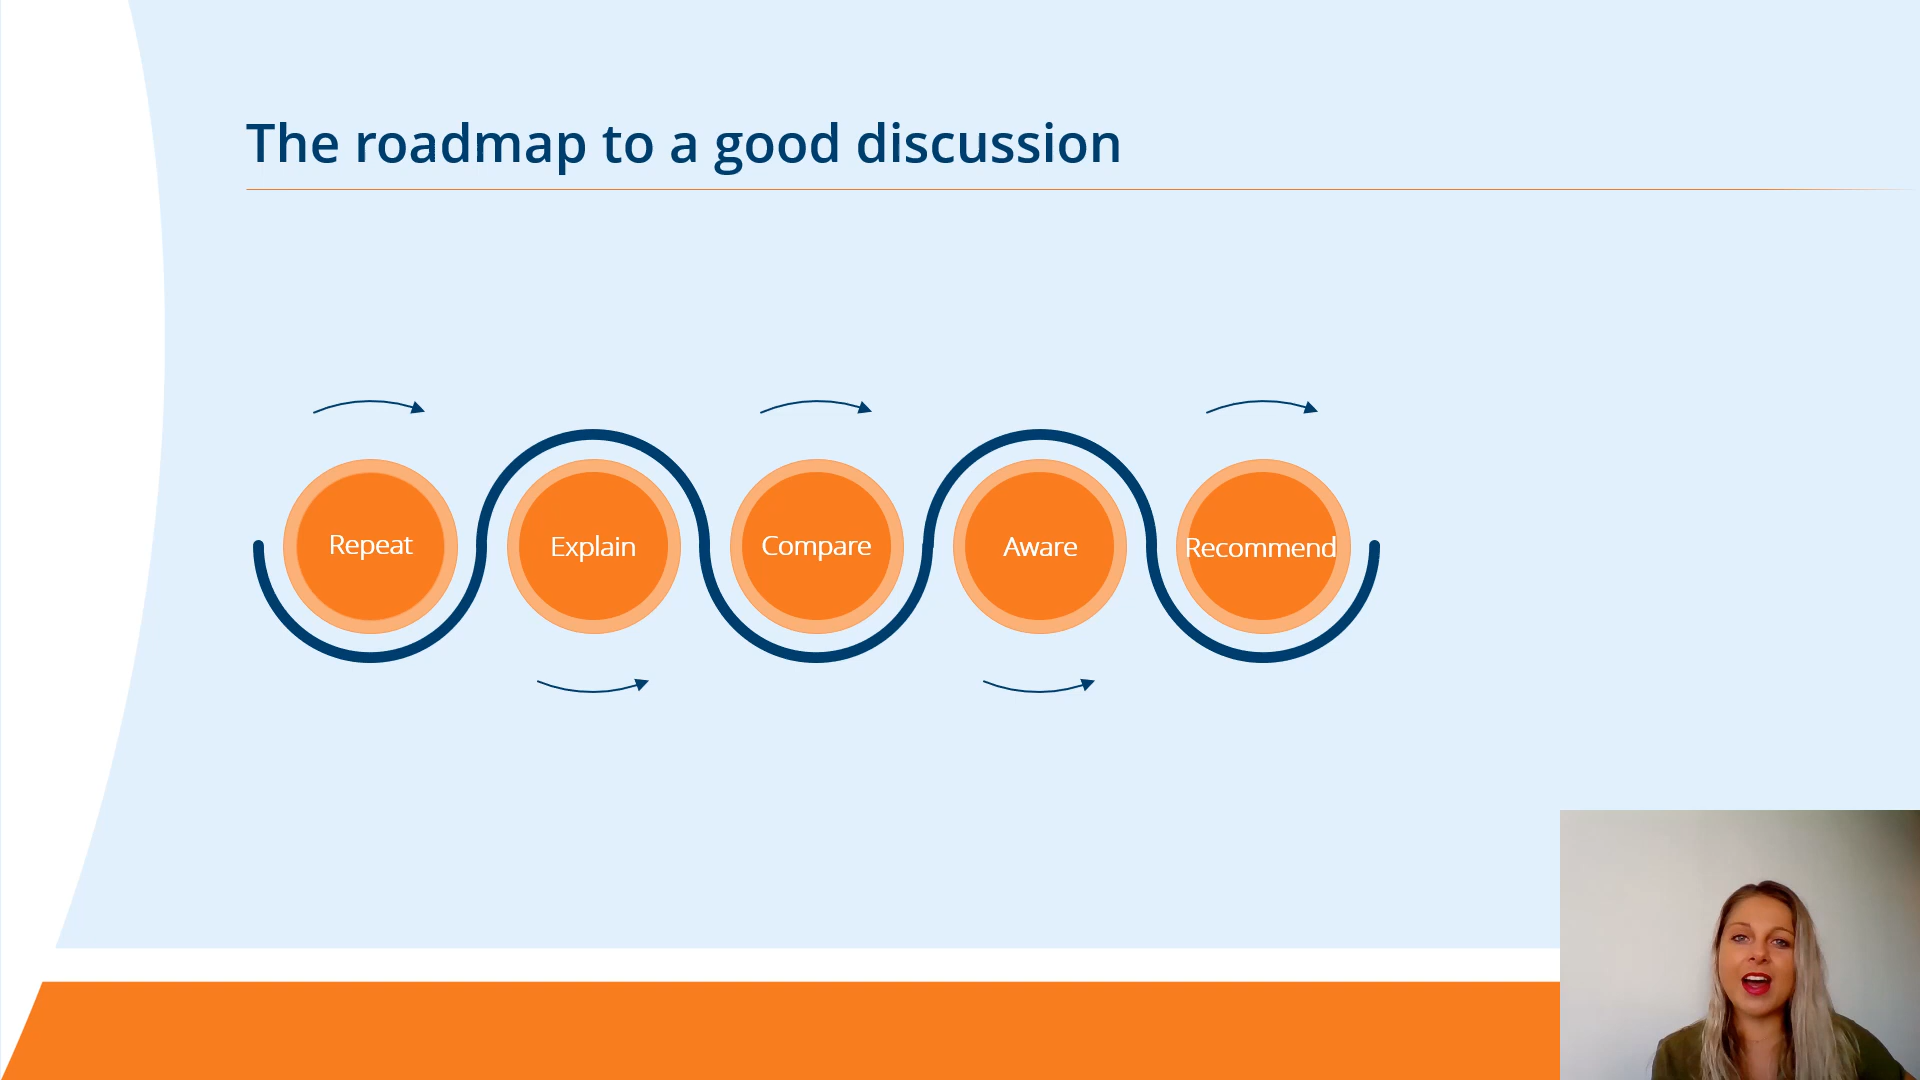 The roadmap to a good discussion
Repeat
Explain
Compare
Aware
Recommend